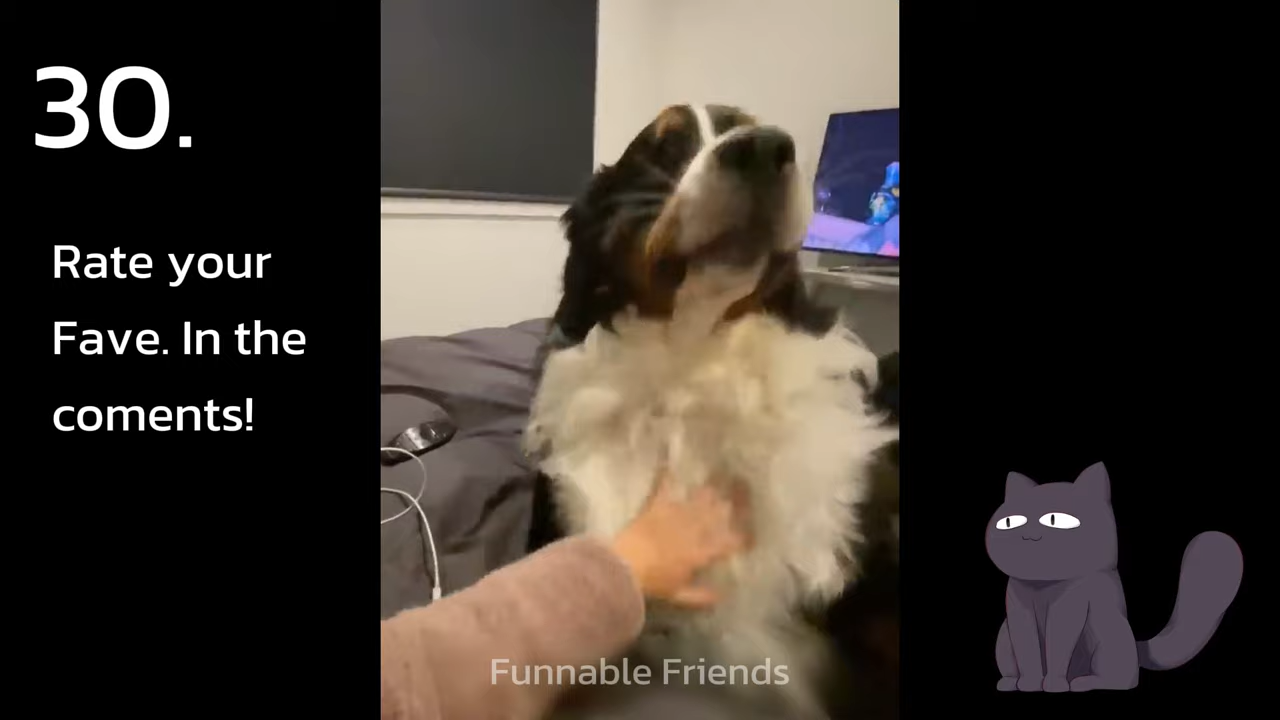 30.
Rate your
Fave. In the
coments!
Funnable Friends